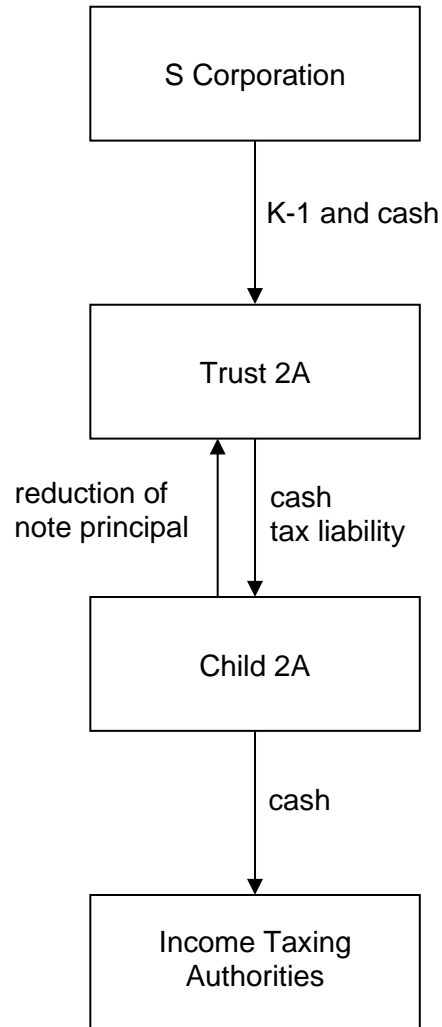 S Corporation
K-1 and cash
Trust 2A
reduction of
note principal
cash
tax liability
Child 2A
cash
Income Taxing
Authorities